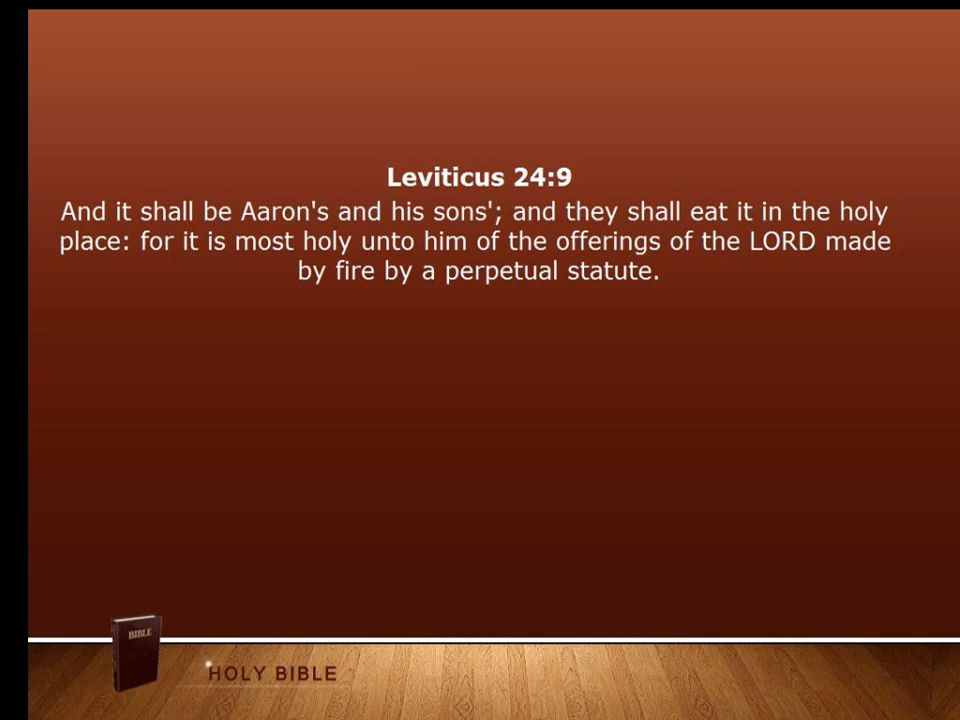 Leviticus 24:9
And it shall be Aaron's and his sons'; and they shall eat it in the holy
place: for it is most holy unto him of the offerings of the LORD made
by fire by a perpetual statute.
BIBLE
HOLY BIBLE